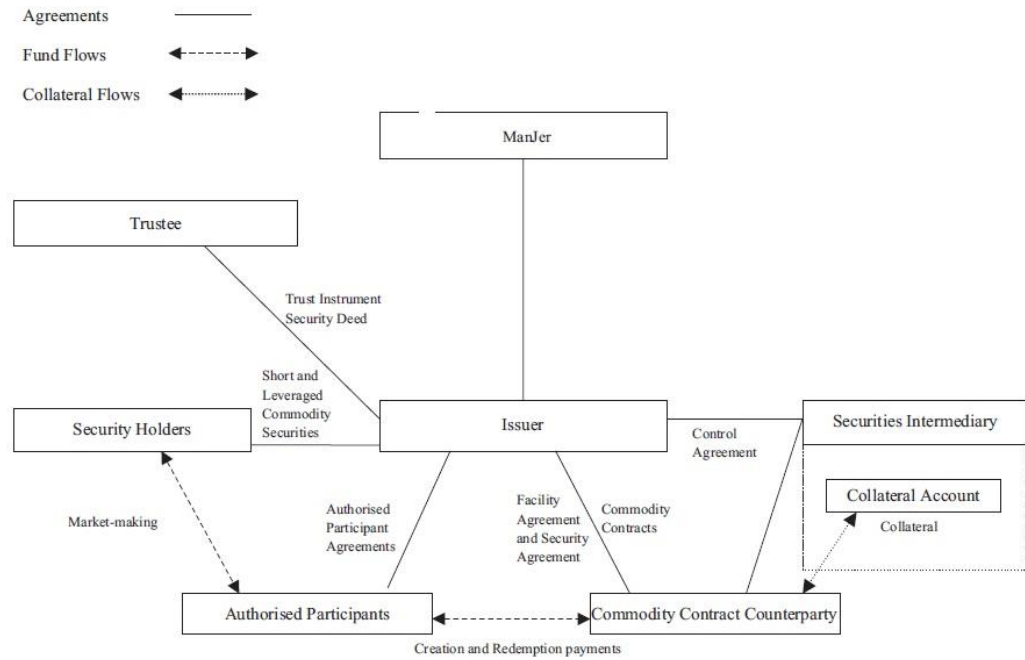 Agreements
Fund Flows
Collateral Flows
ManJer
Trustee
Trust Instrument
Security Deed
Short and
Leveraged
Commodity
Securities
Security Holders
Issuer
Control
Agreement
Securities Intermediary
Collateral Account
Collateral
Market-making
Authorised
Participant
Agreements
Facility
Agreement
and Security
Agreement
Commodity
Contracts
Authorised Participants
Commodity Contract Counterparty
Creation and Redemption payments